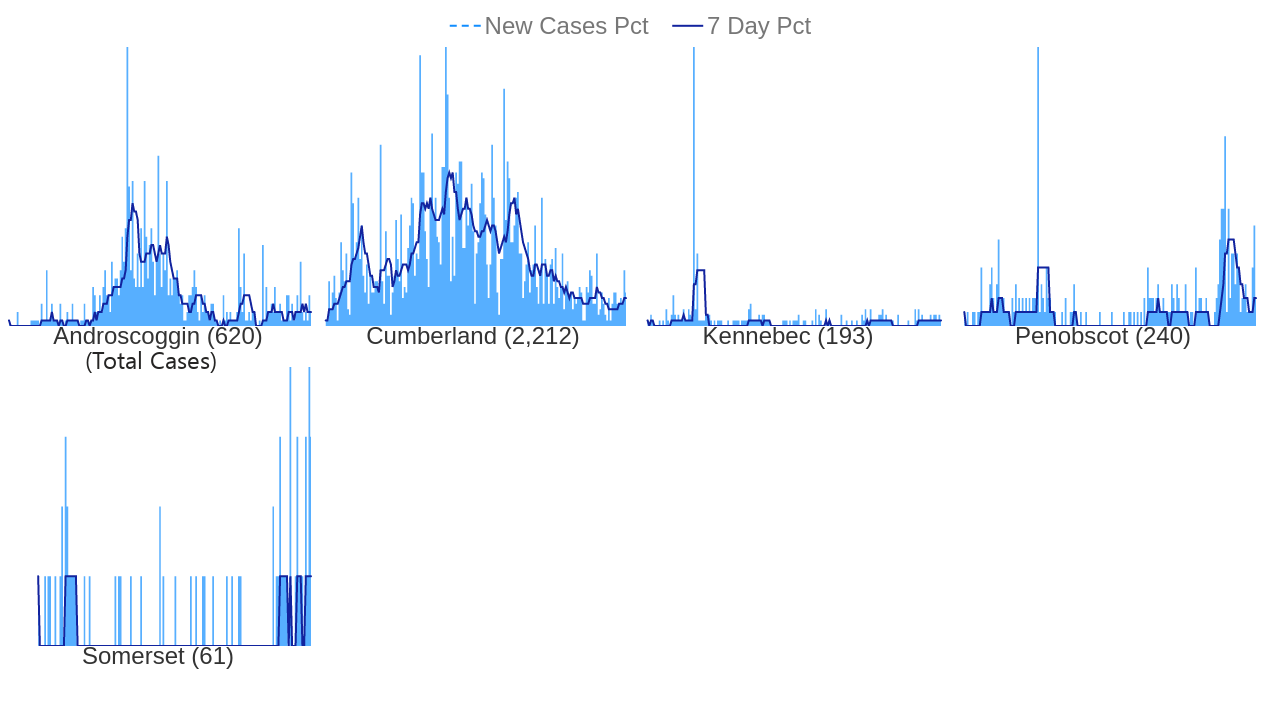 New Cases Pct 7 Day Pct
Androscoggin (620) Cumberland (2,212) Kennebec (193) Penobscot (240)
(Total Cases)
Somerset (61)